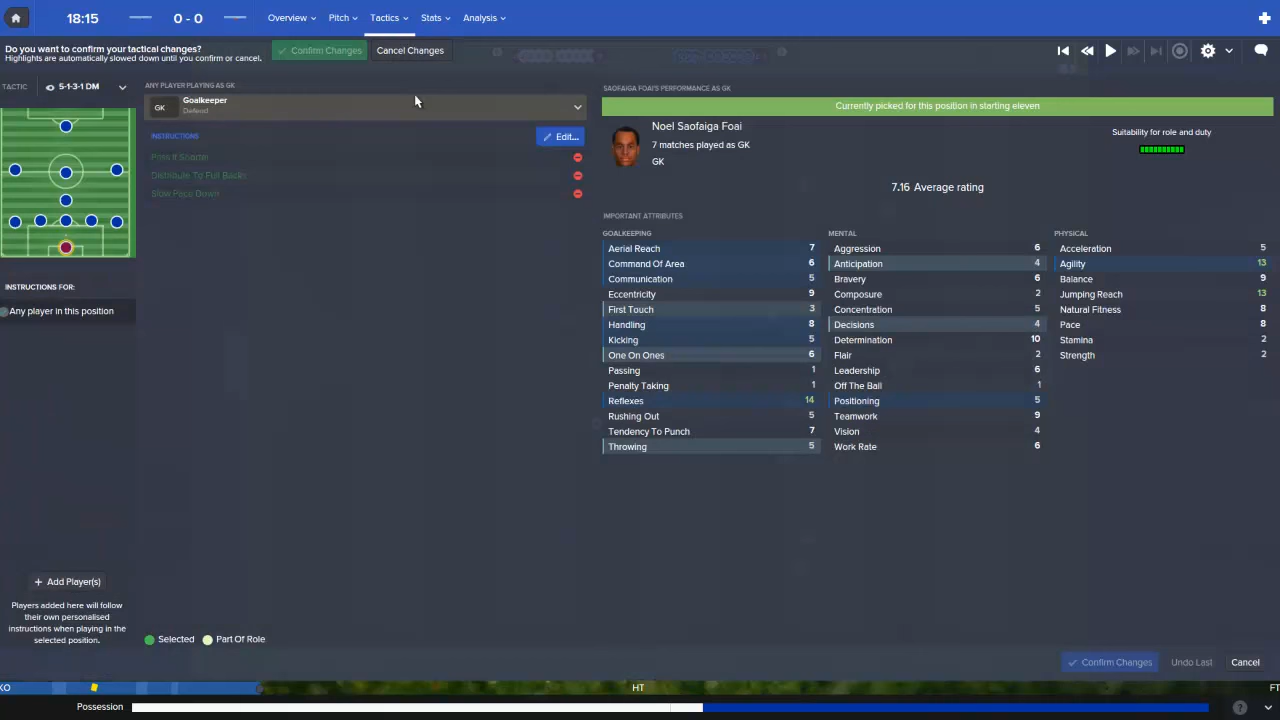 18:15 0 - 0 Overview Pitch Tactics Stats Analysis
Do you want to confirm your tactical changes?
Highlights are automatically slowed down until you confirm or cancel.
Confirm Changes Cancel Changes
TACTIC 5-1-3-1 DM
ANY PLAYER PLAYING AS GK
GK Goalkeeper
Defend
INSTRUCTIONS Edit...
Pass It Shorter
Distribute To Full Backs
Slow Pace Down
INSTRUCTIONS FOR:
Any player in this position
+ Add Player(s)
Players added here will follow
their own personalised
instructions when playing in the
selected position.
Selected Part Of Role
SAOFAIGA FOAI'S PERFORMANCE AS GK
Currently picked for this position in starting eleven
Noel Saofaiga Foai
7 matches played as GK
GK
Suitability for role and duty
7.16 Average rating
IMPORTANT ATTRIBUTES
GOALKEEPING MENTAL PHYSICAL
Aerial Reach 7 Aggression 6 Acceleration 5
Command Of Area 6 Anticipation 4 Agility 13
Communication 5 Bravery 6 Balance 9
Eccentricity 9 Composure 2 Jumping Reach 13
First Touch 3 Concentration 5 Natural Fitness 8
Handling 8 Decisions 4 Pace 8
Kicking 5 Determination 10 Stamina 2
One On Ones 6 Flair 2 Strength 2
Passing 1 Leadership 6
Penalty Taking 1 Off The Ball 1
Reflexes 14 Positioning 5
Rushing Out 5 Teamwork 9
Tendency To Punch 7 Vision 4
Throwing 5 Work Rate 6
Confirm Changes Undo Last Cancel
KO HT FT
Possession ?